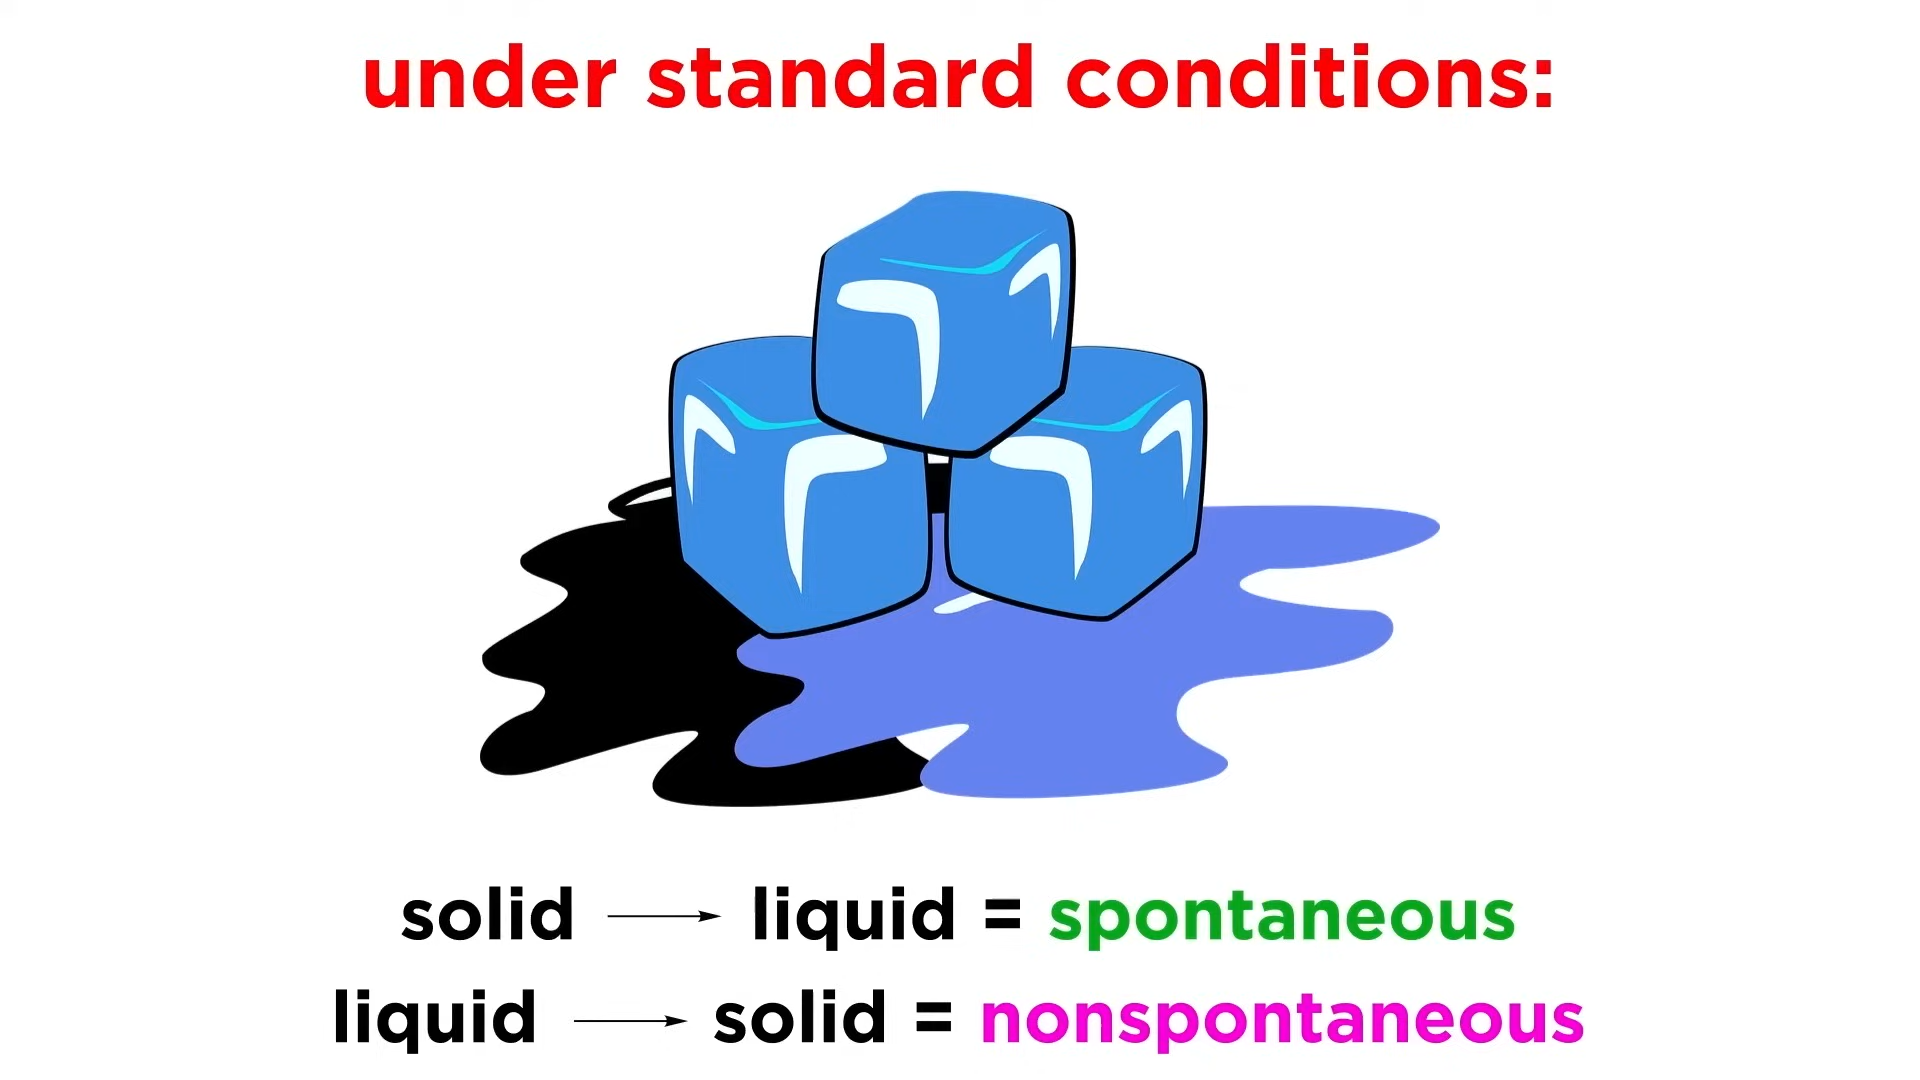 under standard conditions:
solid ⟶ liquid = spontaneous
liquid ⟶ solid = nonspontaneous